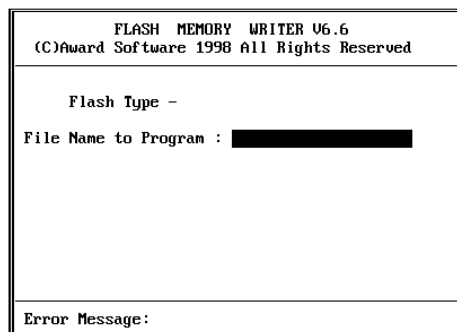 FLASH MEMORY WRITER V6.6
(C)Award Software 1998 All Rights Reserved
Flash Type -
File Name to Program :
Error Message: